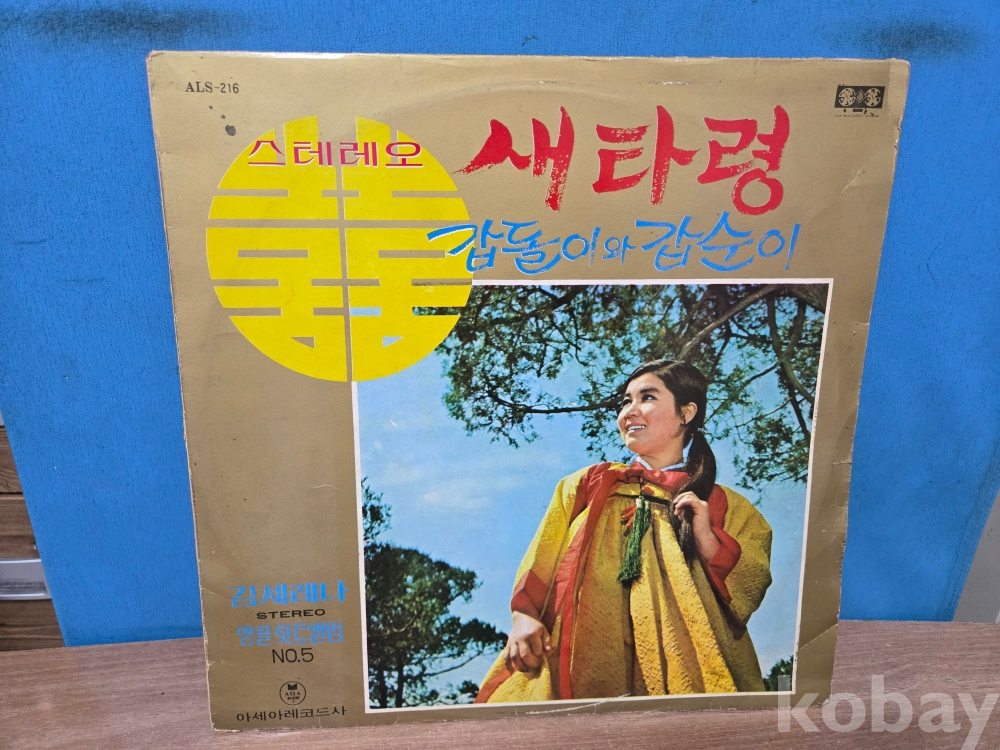 ALS-216
스테레오
새타령
갑돌이와 갑순이
김세레나
STEREO
앵콜 힛트앨범
NO.5
ASIA
아세아레코드사
kobay